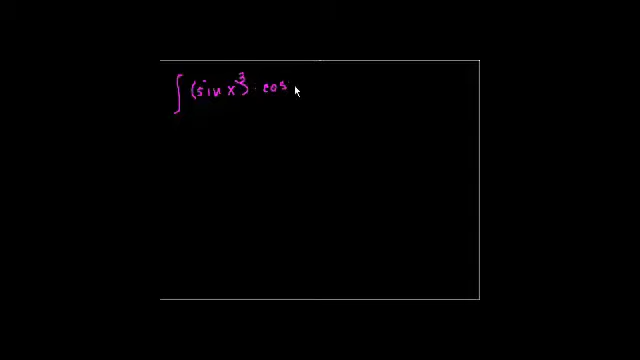 ∫(sin x)³ · cos